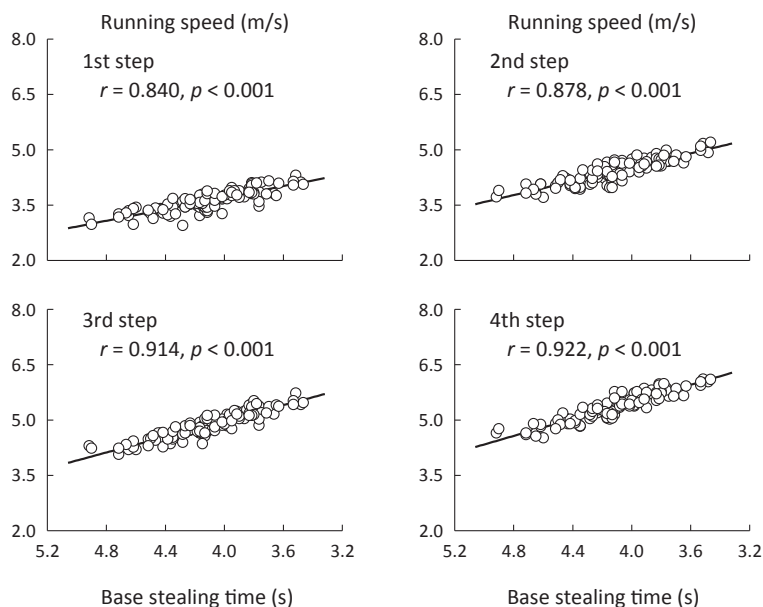 Running speed (m/s)
Running speed (m/s)
8.0
1st step
r = 0.840, p < 0.001
6.5
5.0
3.5
2.0
8.0
2nd step
r = 0.878, p < 0.001
6.5
5.0
3.5
2.0
8.0
3rd step
r = 0.914, p < 0.001
6.5
5.0
3.5
2.0
5.2 4.8 4.4 4.0 3.6 3.2
Base stealing time (s)
8.0
4th step
r = 0.922, p < 0.001
6.5
5.0
3.5
2.0
5.2 4.8 4.4 4.0 3.6 3.2
Base stealing time (s)